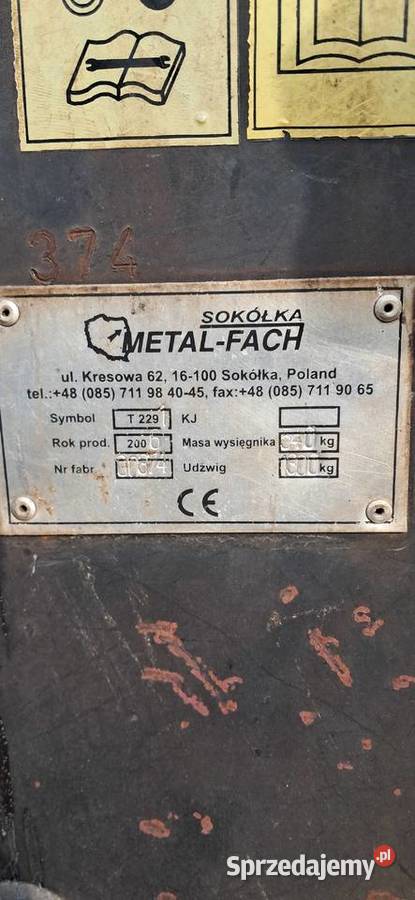 374
SOKÓŁKA
METAL-FACH
ul. Kresowa 62, 16-100 Sokółka, Poland
tel.:+48 (085) 711 98 40-45, fax:+48 (085) 711 90 65
Symbol T 229 KJ
Rok prod. 200 Masa wysięgnika 340 kg
Nr fabr Udźwig kg
CE
Sprzedajemy.pl